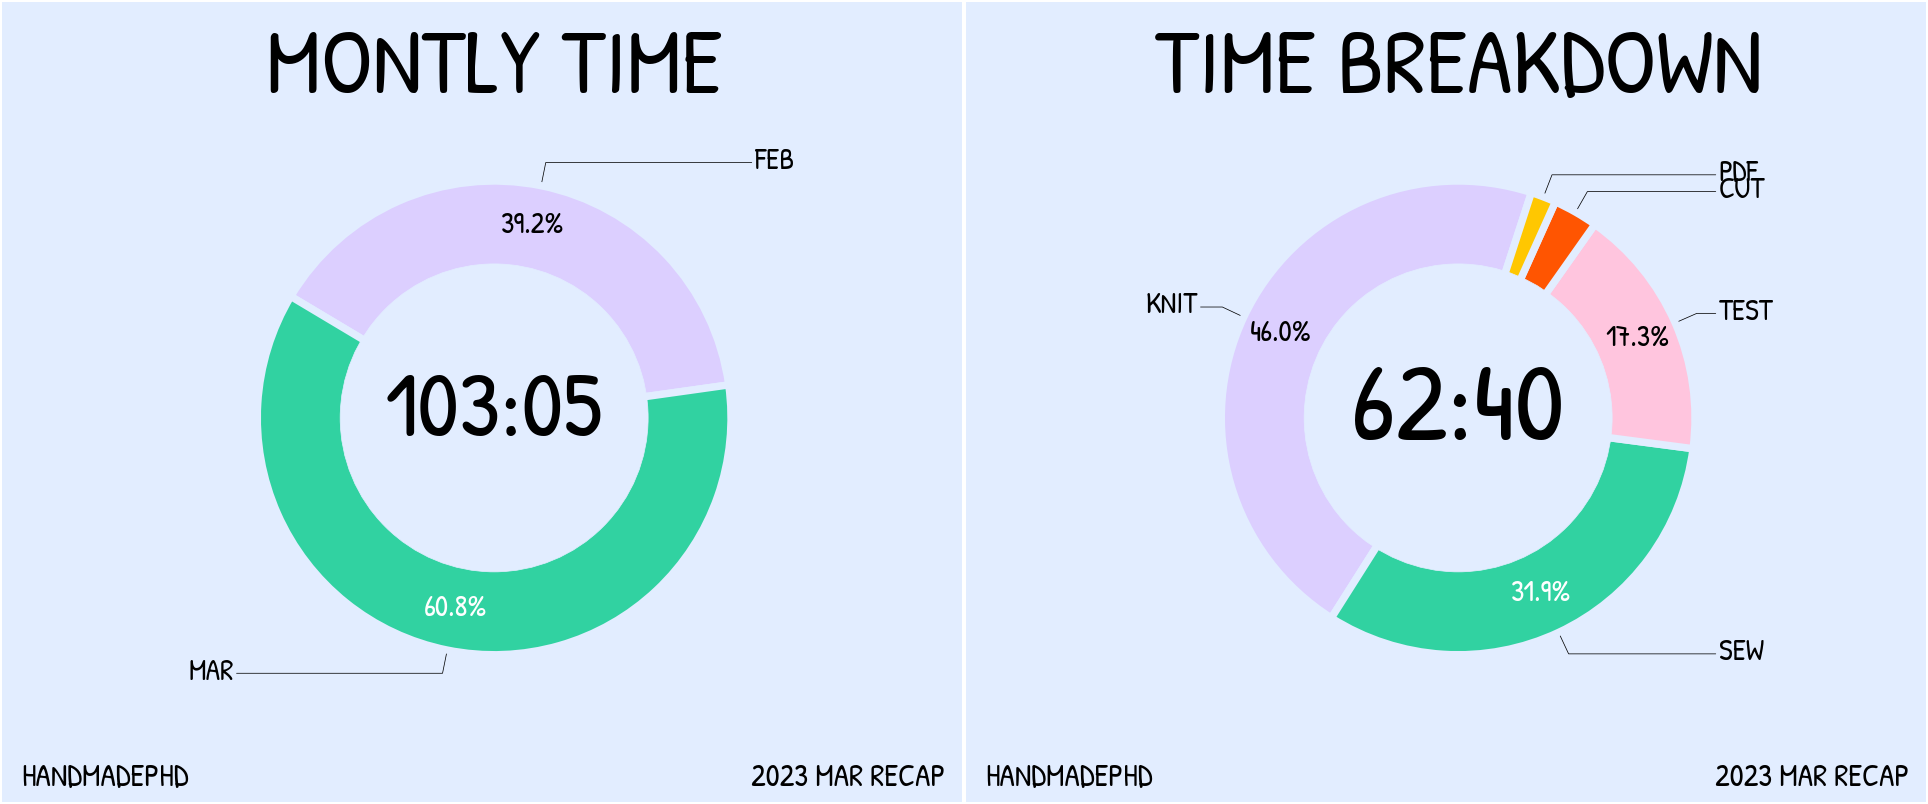 MONTLY TIME
FEB
39.2%
103:05
60.8%
MAR
HANDMADEPHD
2023 MAR RECAP
TIME BREAKDOWN
PDF
CUT
KNIT
46.0%
TEST
17.3%
62:40
31.9%
SEW
HANDMADEPHD
2023 MAR RECAP